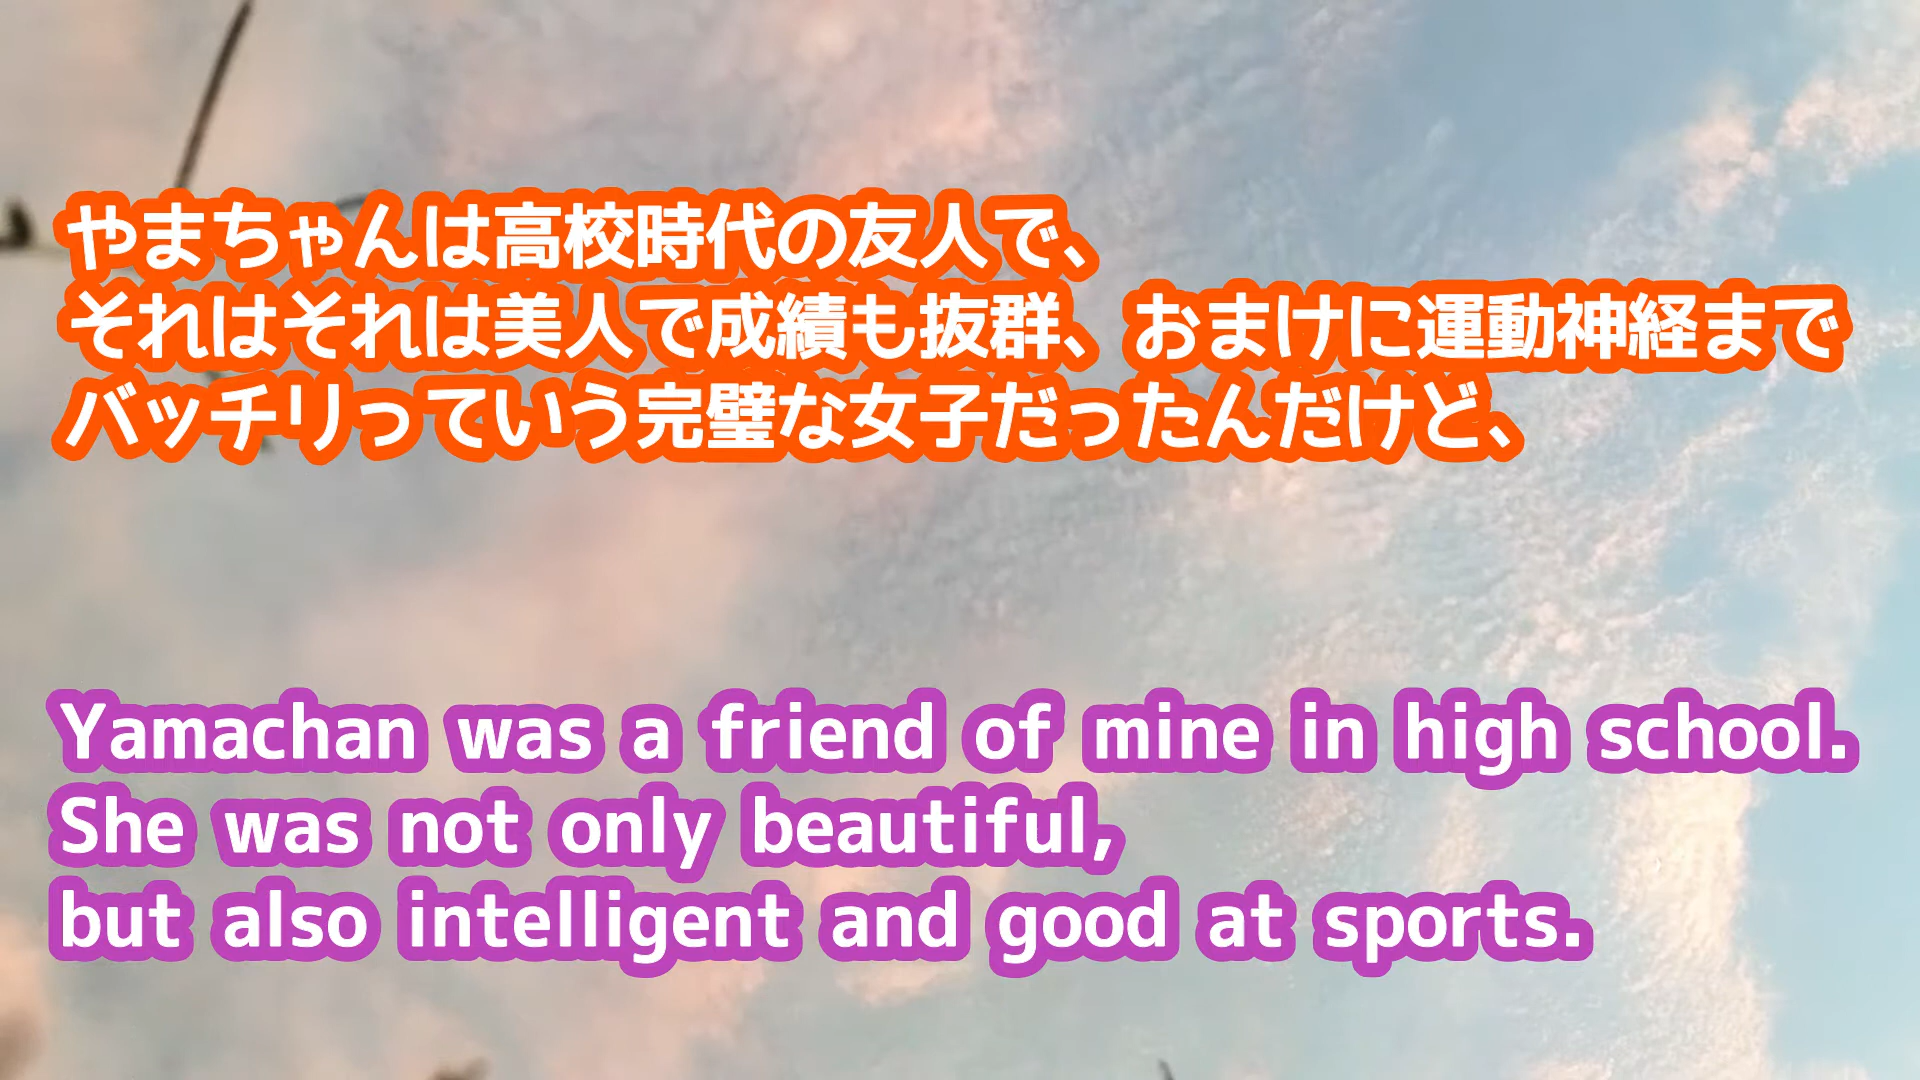 やまちゃんは高校時代の友人で、
それはそれは美人で成績も抜群、おまけに運動神経まで
バッチリっていう完璧な女子だったんだけど、
Yamachan was a friend of mine in high school.
She was not only beautiful,
but also intelligent and good at sports.